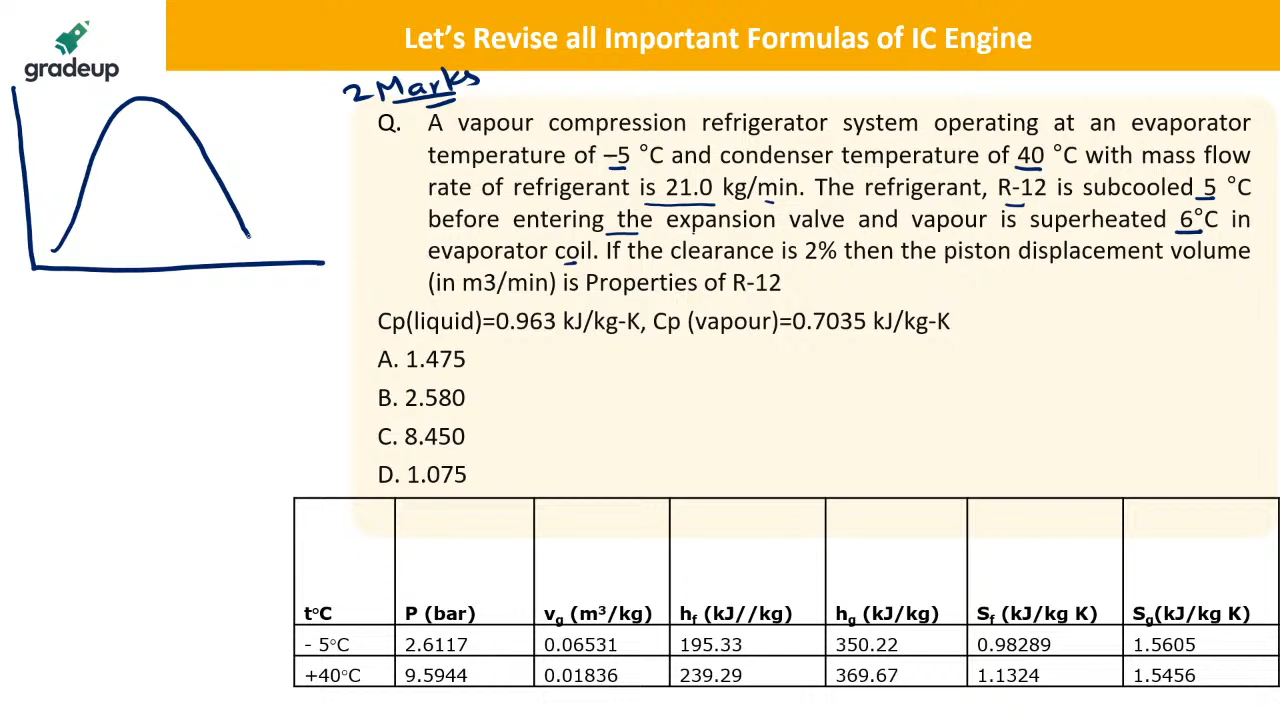 Let's Revise all Important Formulas of IC Engine
gradeup
2 Marks
Q. A vapour compression refrigerator system operating at an evaporator
temperature of –5 °C and condenser temperature of 40 °C with mass flow
rate of refrigerant is 21.0 kg/min. The refrigerant, R-12 is subcooled 5 °C
before entering the expansion valve and vapour is superheated 6°C in
evaporator coil. If the clearance is 2% then the piston displacement volume
(in m3/min) is Properties of R-12
Cp(liquid)=0.963 kJ/kg-K, Cp (vapour)=0.7035 kJ/kg-K
A. 1.475
B. 2.580
C. 8.450
D. 1.075
t°C P (bar) vg (m³/kg) hf (kJ//kg) hg (kJ/kg) Sf (kJ/kg K) Sg(kJ/kg K)
- 5°C 2.6117 0.06531 195.33 350.22 0.98289 1.5605
+40°C 9.5944 0.01836 239.29 369.67 1.1324 1.5456